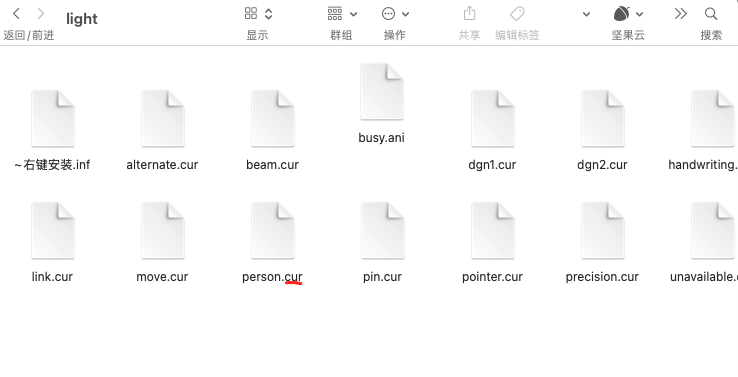 light
返回/前进
显示
群组
操作
共享
编辑标签
坚果云
搜索
~右键安装.inf
alternate.cur
beam.cur
busy.ani
dgn1.cur
dgn2.cur
handwriting.
link.cur
move.cur
person.cur
pin.cur
pointer.cur
precision.cur
unavailable.